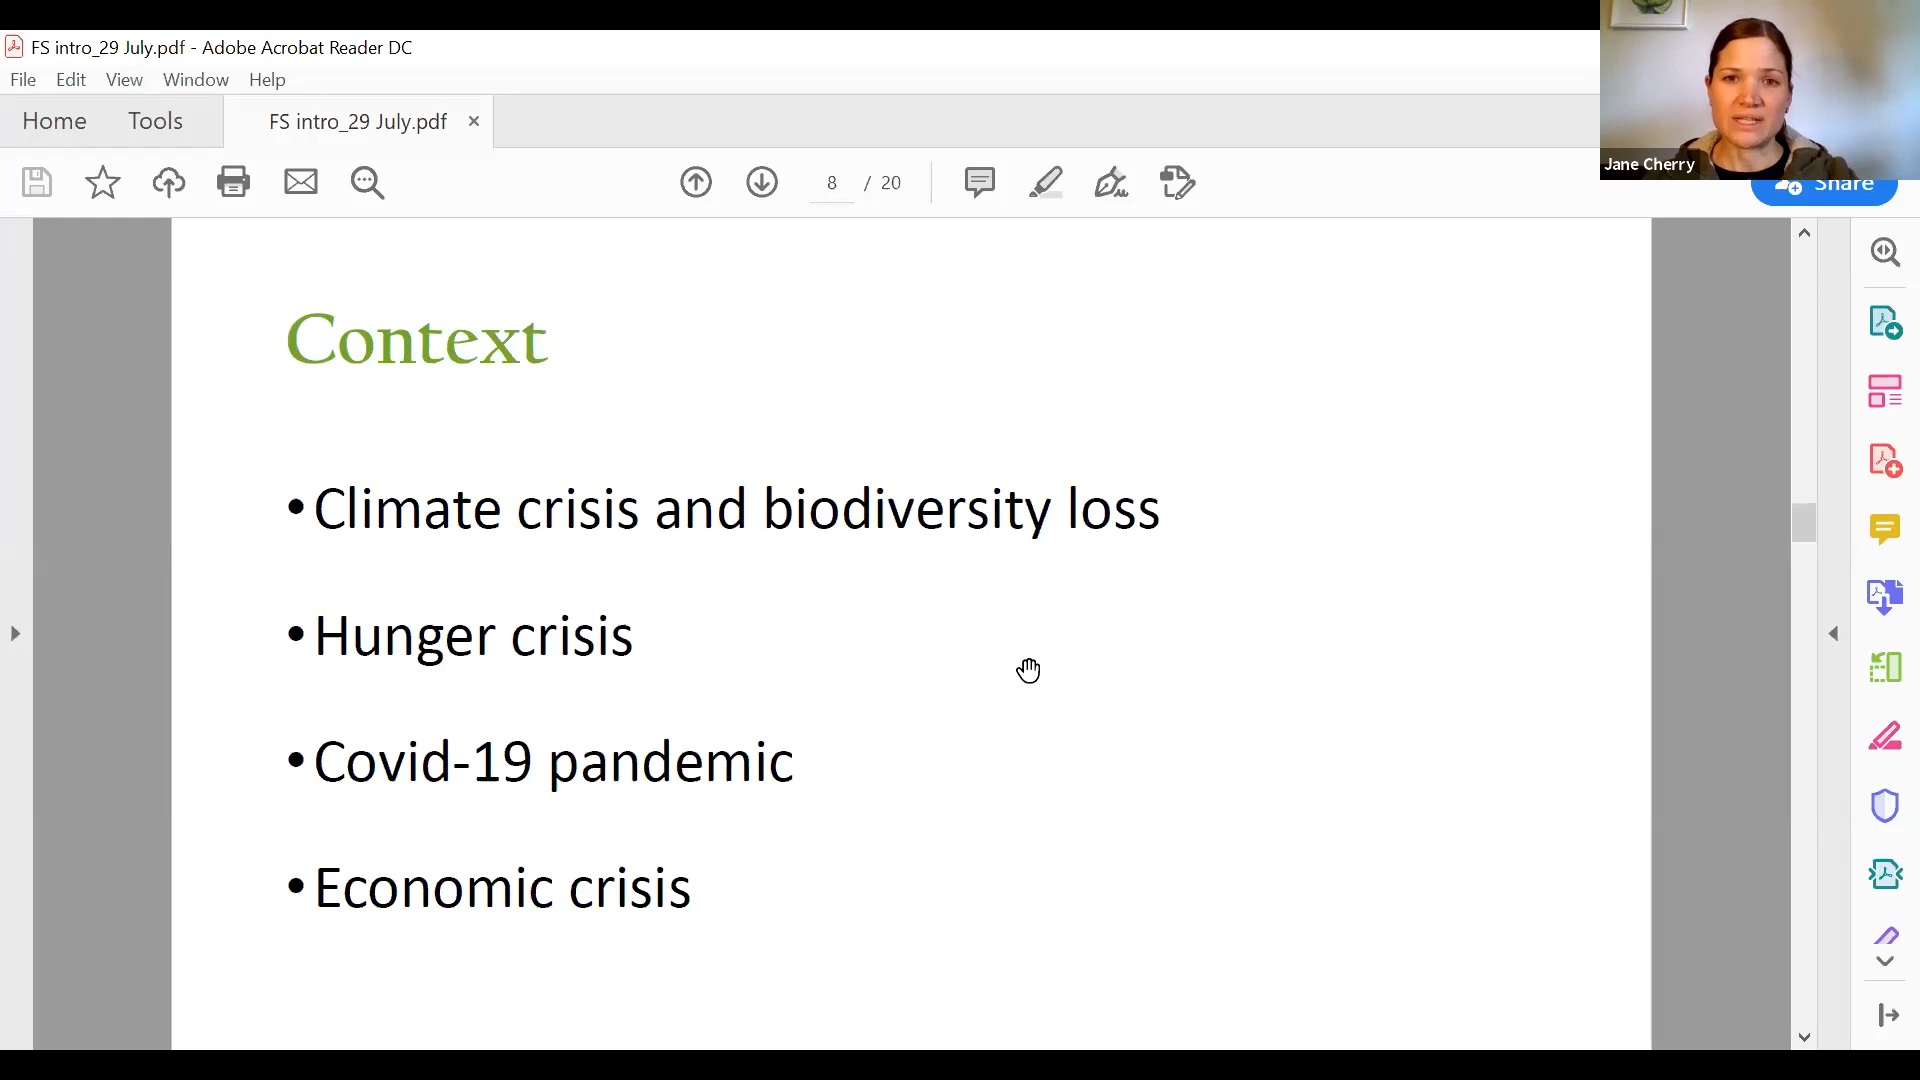 FS intro_29 July.pdf - Adobe Acrobat Reader DC
File Edit View Window Help
Home Tools FS intro_29 July.pdf ×
8 / 20
Share
Jane Cherry
Context
• Climate crisis and biodiversity loss
• Hunger crisis
• Covid-19 pandemic
• Economic crisis